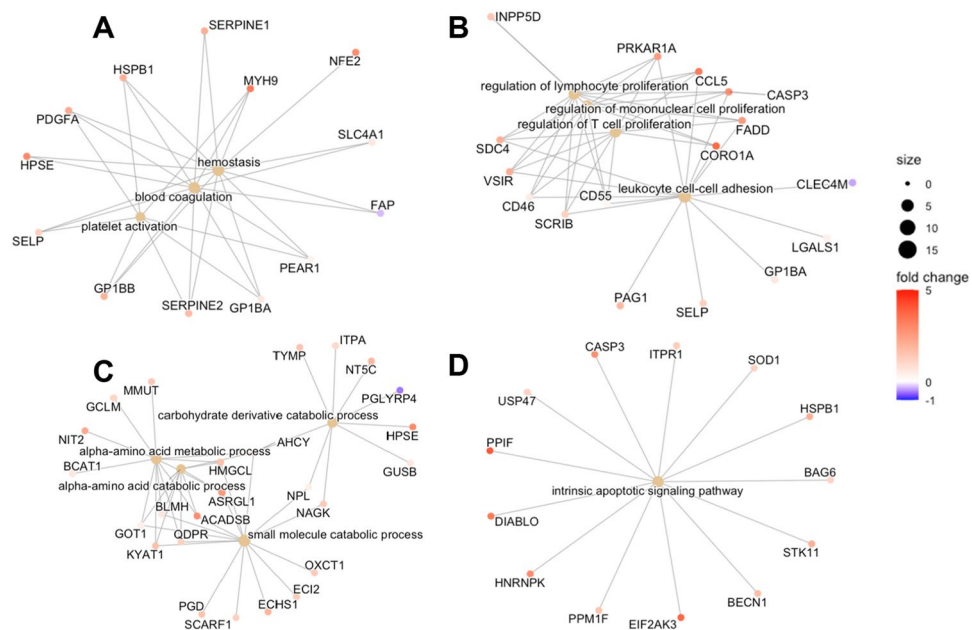 A
SERPINE1
NFE2
HSPB1
MYH9
PDGFA
SLC4A1
HPSE
hemostasis
blood coagulation
FAP
platelet activation
SELP
PEAR1
GP1BB
SERPINE2
GP1BA
B
INPP5D
PRKAR1A
CCL5
regulation of lymphocyte proliferation
CASP3
regulation of mononuclear cell proliferation
regulation of T cell proliferation
FADD
SDC4
CORO1A
VSIR
CD55
leukocyte cell-cell adhesion
CLEC4M
CD46
SCRIB
LGALS1
GP1BA
PAG1
SELP
size
0
5
10
15
fold change
5
0
-1
C
ITPA
TYMP
NT5C
MMUT
PGLYRP4
GCLM
carbohydrate derivative catabolic process
NIT2
AHCY
HPSE
alpha-amino acid metabolic process
BCAT1
HMGCL
GUSB
alpha-amino acid catabolic process
ASRGL1
NPL
BLMH
ACADSB
NAGK
GOT1
QDPR
small molecule catabolic process
KYAT1
OXCT1
ECI2
PGD
ECHS1
SCARF1
D
CASP3
ITPR1
SOD1
USP47
HSPB1
PPIF
BAG6
intrinsic apoptotic signaling pathway
DIABLO
STK11
HNRNPK
BECN1
PPM1F
EIF2AK3